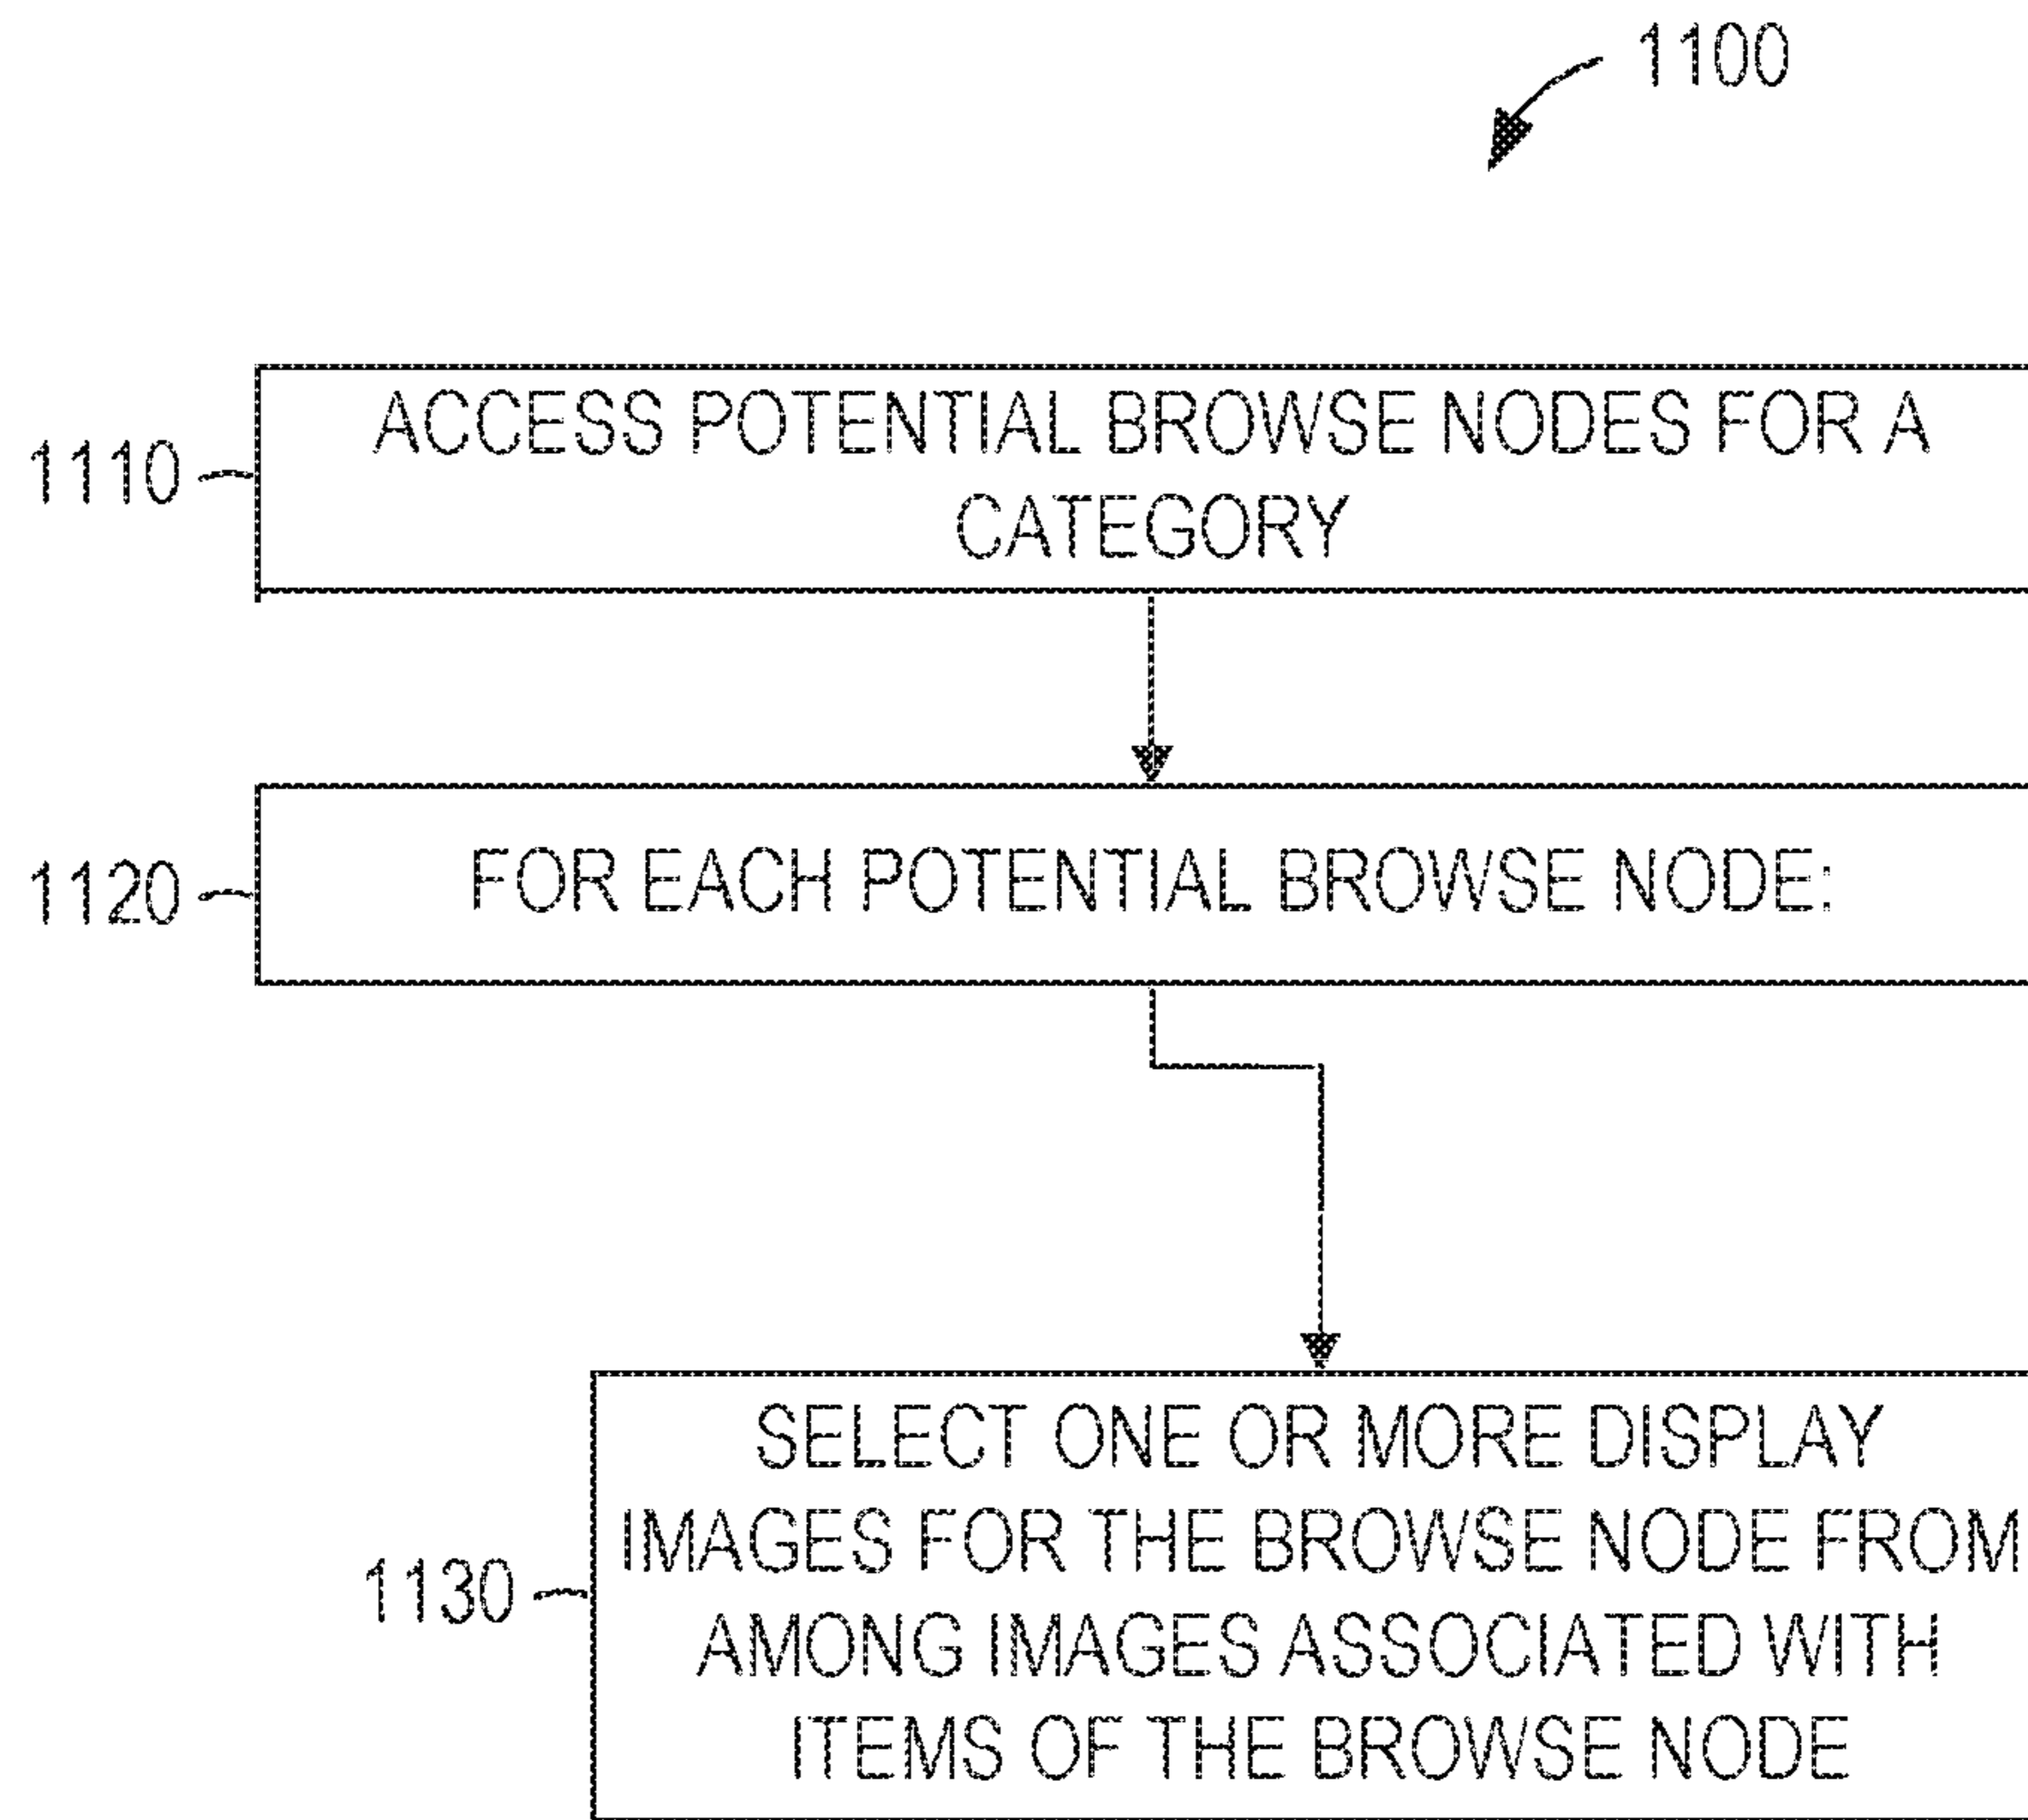 1100
1110
ACCESS POTENTIAL BROWSE NODES FOR A
CATEGORY
1120
FOR EACH POTENTIAL BROWSE NODE:
1130
SELECT ONE OR MORE DISPLAY
IMAGES FOR THE BROWSE NODE FROM
AMONG IMAGES ASSOCIATED WITH
ITEMS OF THE BROWSE NODE